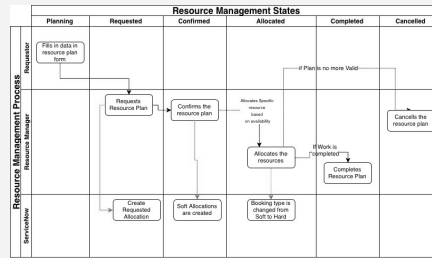 Resource Management States
Planning
Requested
Confirmed
Allocated
Completed
Cancelled
Resource Management Process
Requestor
Fills in data in
resource plan
form
if Plan is no more Valid
Resource Manager
Requests
Resource Plan
Confirms the
resource plan
Allocates Specific
resource
based
on availability
Cancels the
resource plan
Allocates the
resources
If Work is
completed
Completes
Resource Plan
ServiceNow
Create
Requested
Allocation
Soft Allocations
are created
Booking type is
changed from
Soft to Hard